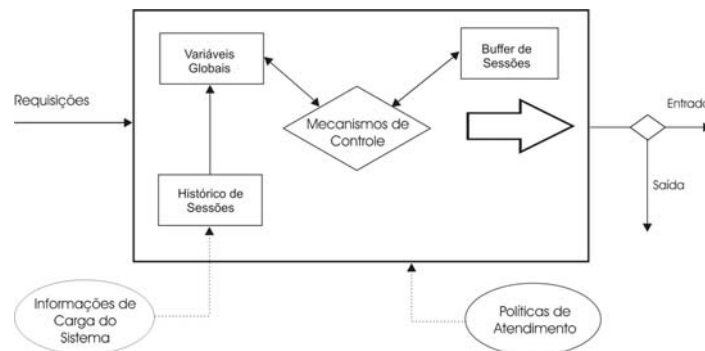 Variáveis
Globais
Buffer de
Sessões
Requisições
Entrada
Mecanismos de
Controle
Saída
Histórico de
Sessões
Informações de
Carga do
Sistema
Políticas de
Atendimento